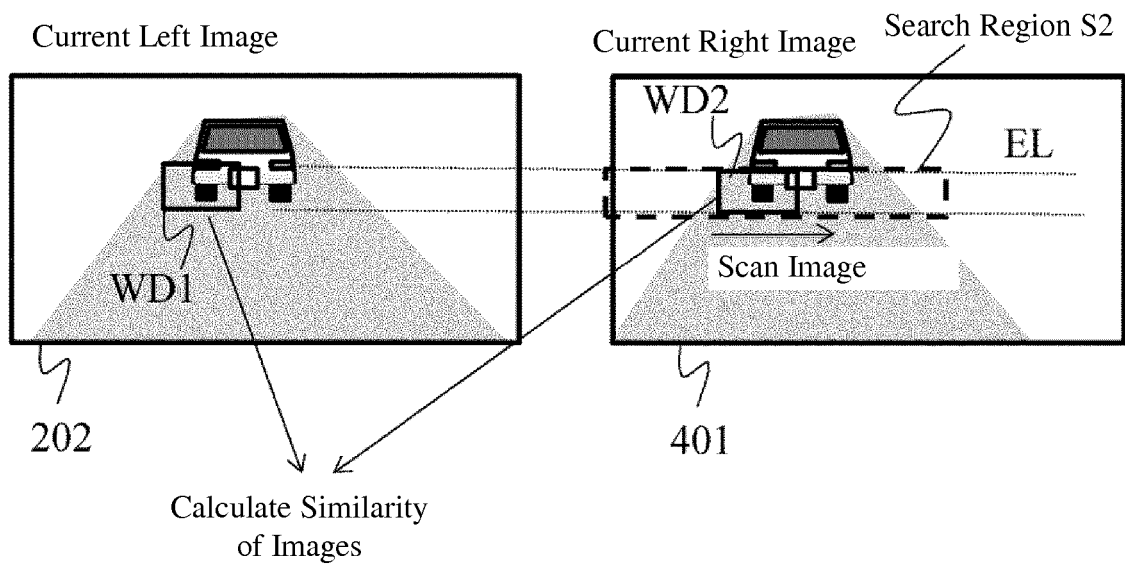 Current Left Image
Current Right Image
Search Region S2
WD2
EL
WD1
Scan Image
202
401
Calculate Similarity
of Images